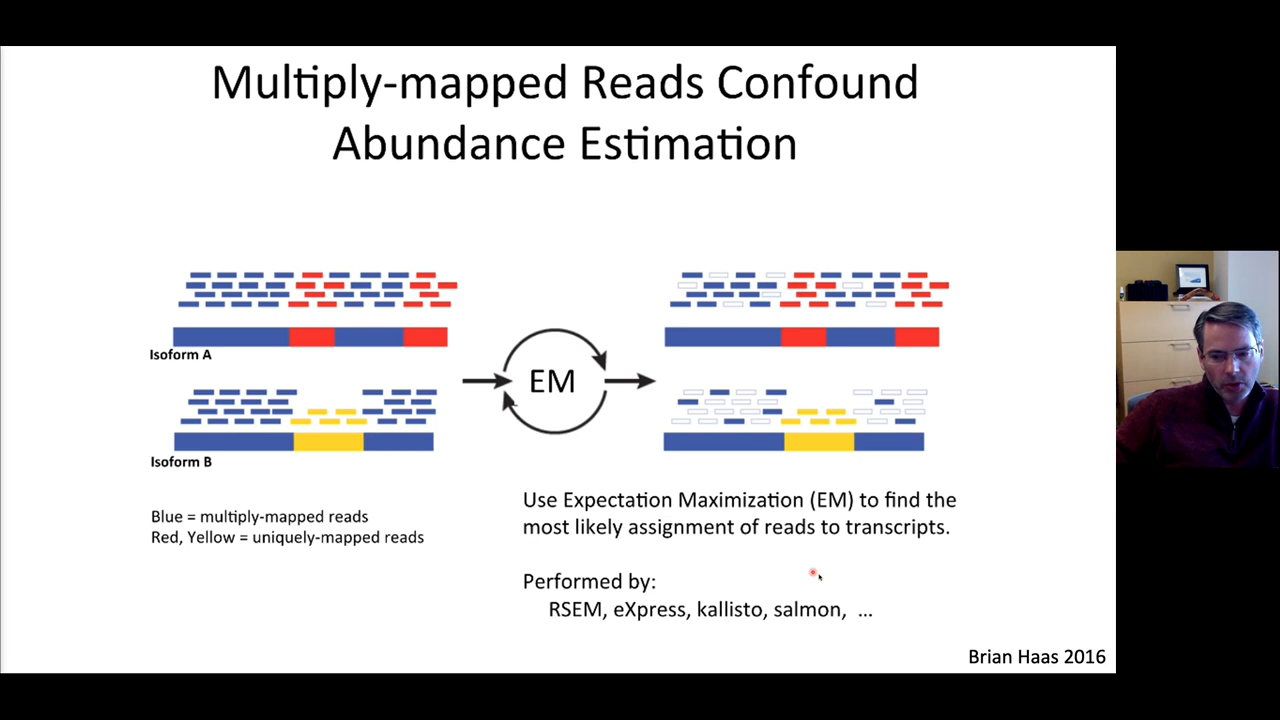 Multiply-mapped Reads Confound
Abundance Estimation
Isoform A
EM
Isoform B
Blue = multiply-mapped reads
Red, Yellow = uniquely-mapped reads
Use Expectation Maximization (EM) to find the
most likely assignment of reads to transcripts.
Performed by:
RSEM, eXpress, kallisto, salmon, ...
Brian Haas 2016